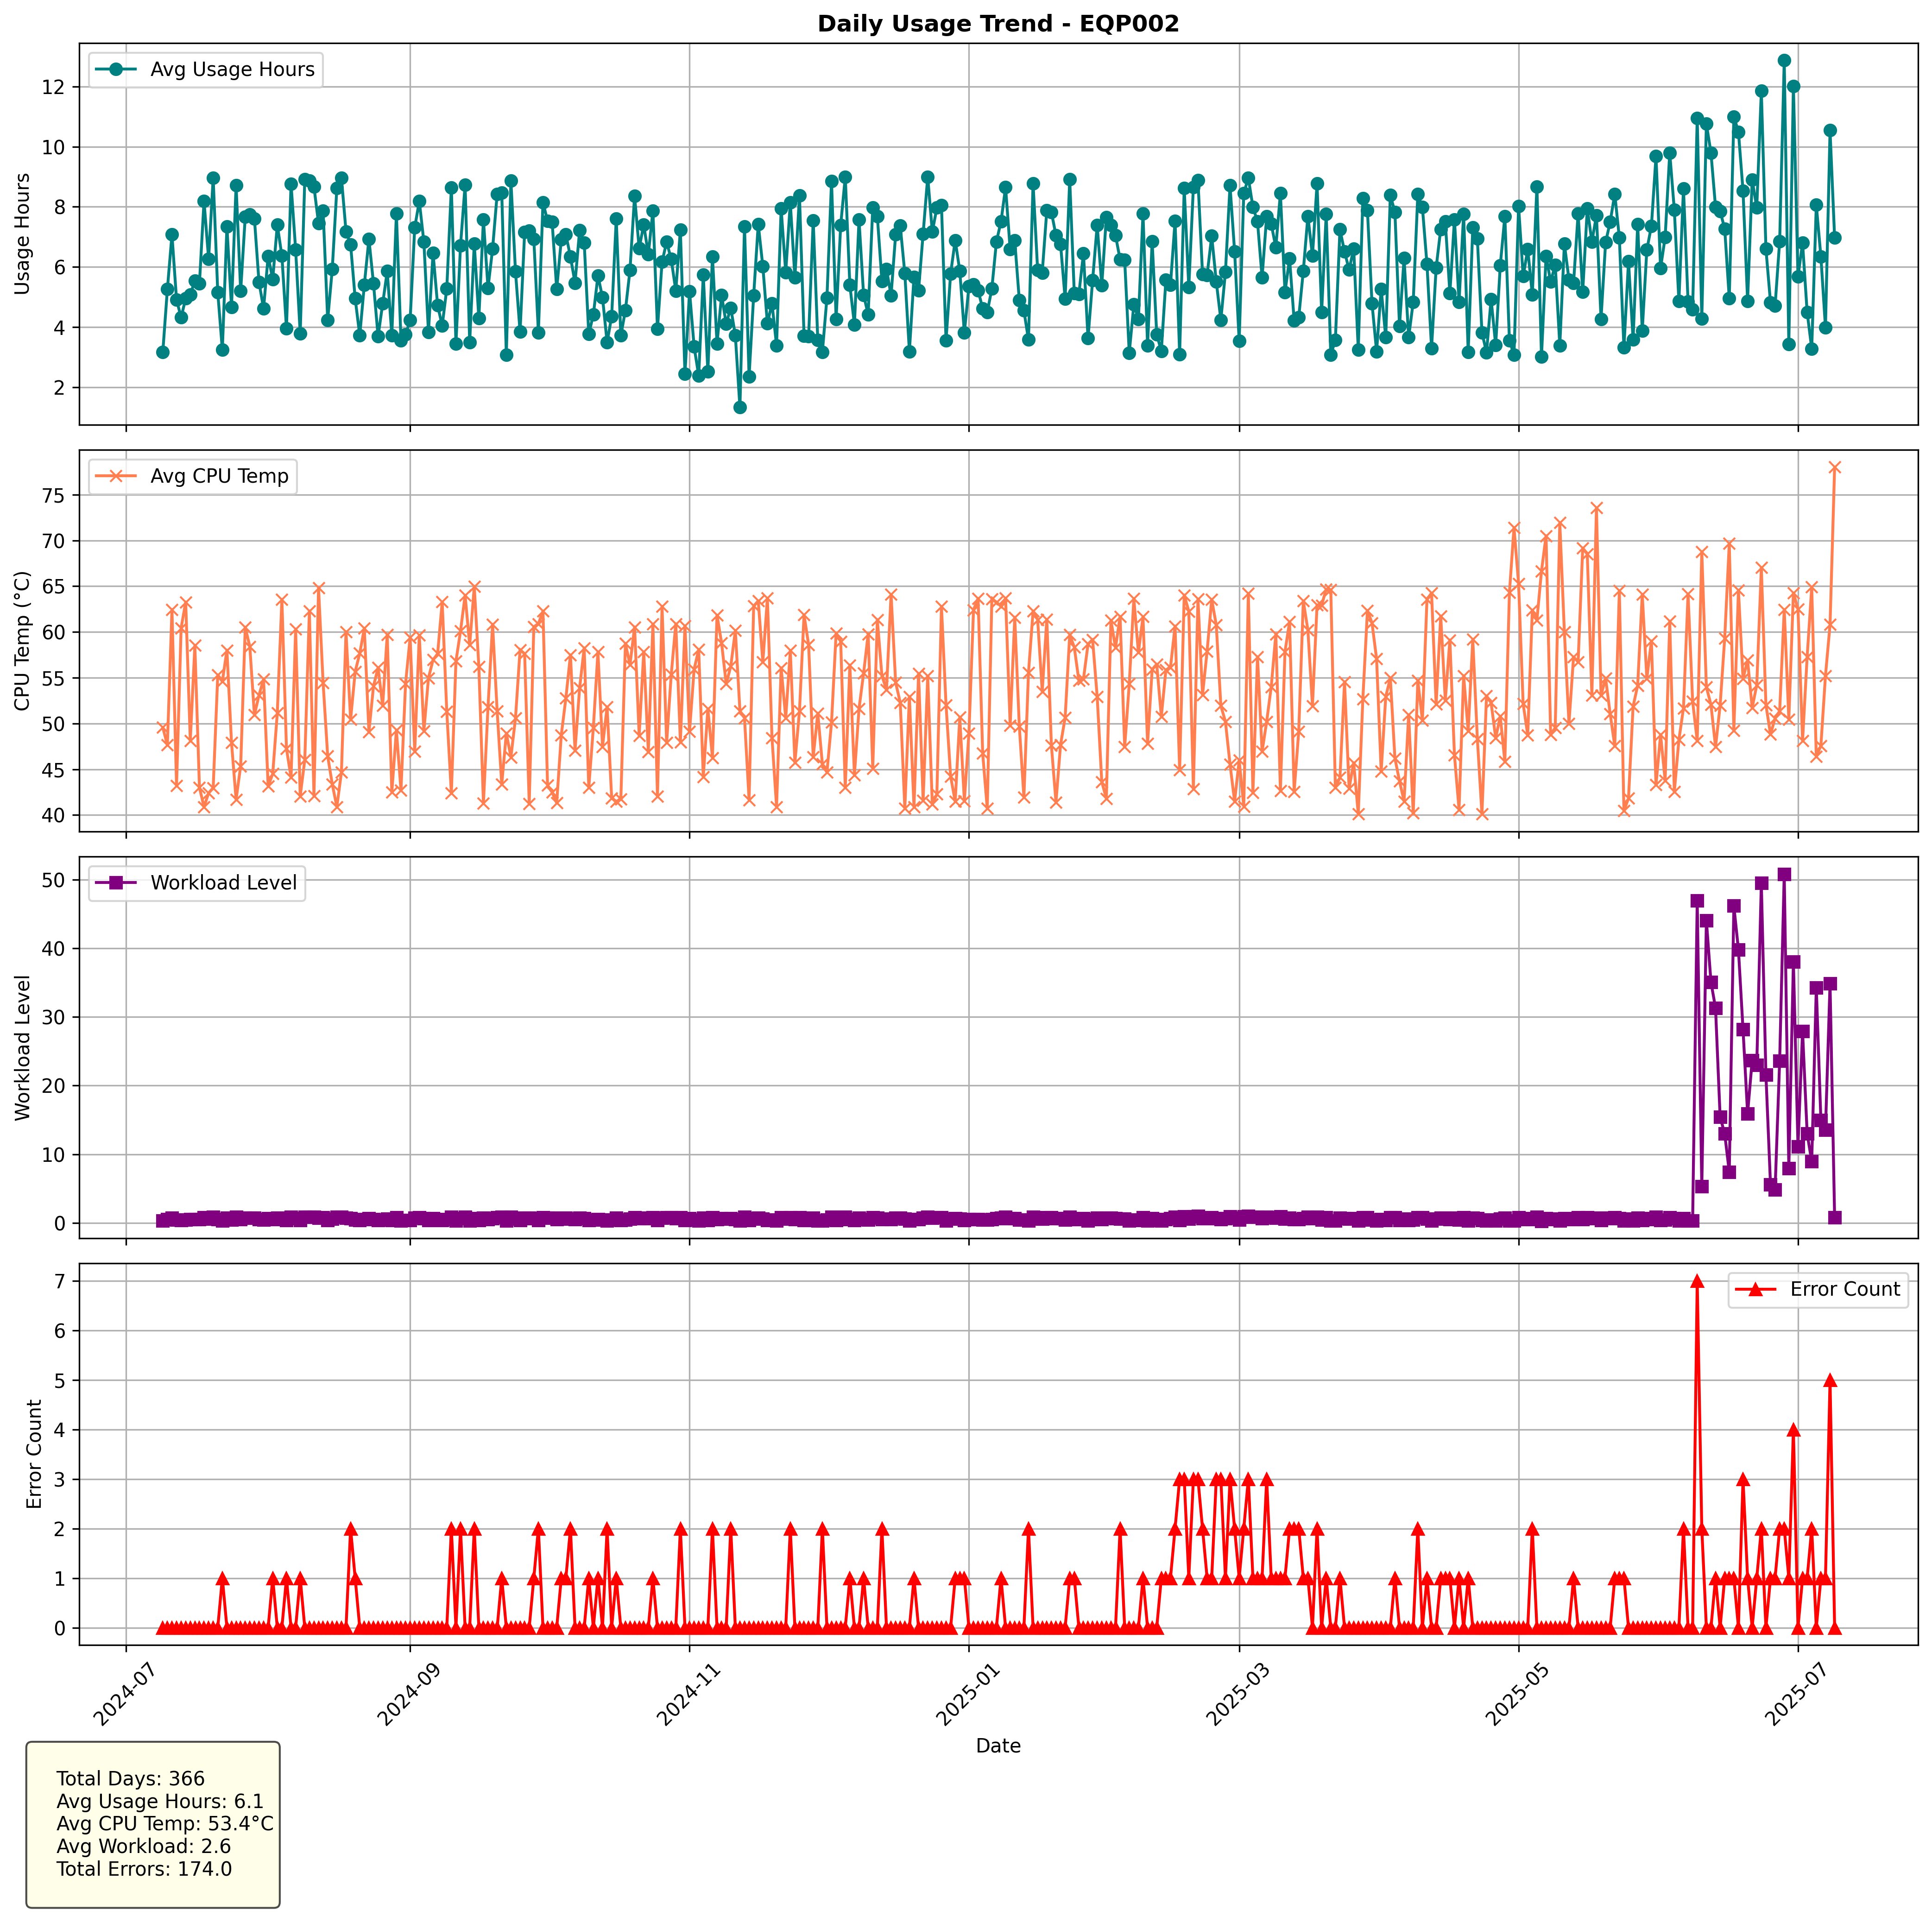 Daily Usage Trend - EQP002
Avg Usage Hours
Usage Hours
12
10
8
6
4
2
Avg CPU Temp
CPU Temp (°C)
75
70
65
60
55
50
45
40
Workload Level
Workload Level
50
40
30
20
10
0
Error Count
Error Count
7
6
5
4
3
2
1
0
2024-07
2024-09
2024-11
2025-01
2025-03
2025-05
2025-07
Date
Total Days: 366
Avg Usage Hours: 6.1
Avg CPU Temp: 53.4°C
Avg Workload: 2.6
Total Errors: 174.0